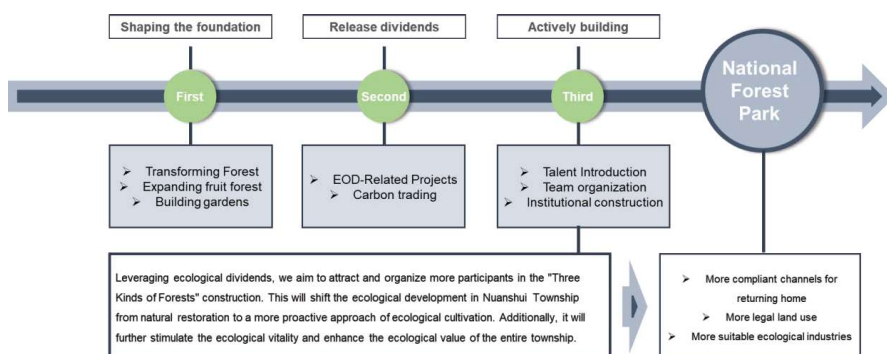 Shaping the foundation
Release dividends
Actively building
First
Second
Third
National
Forest
Park
➢ Transforming Forest
➢ Expanding fruit forest
➢ Building gardens
➢ EOD-Related Projects
➢ Carbon trading
➢ Talent Introduction
➢ Team organization
➢ Institutional construction
Leveraging ecological dividends, we aim to attract and organize more participants in the "Three
Kinds of Forests" construction. This will shift the ecological development in Nuanshui Township
from natural restoration to a more proactive approach of ecological cultivation. Additionally, it will
further stimulate the ecological vitality and enhance the ecological value of the entire township.
➢ More compliant channels for
returning home
➢ More legal land use
➢ More suitable ecological industries